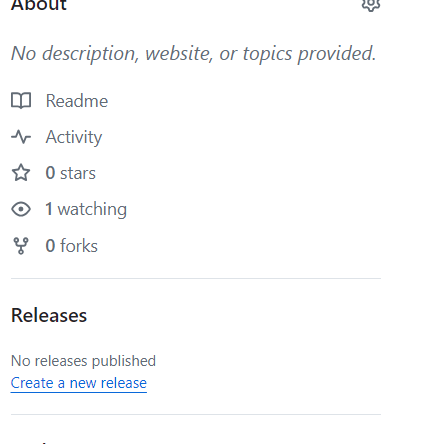 About
No description, website, or topics provided.
Readme
Activity
0 stars
1 watching
0 forks
Releases
No releases published
Create a new release